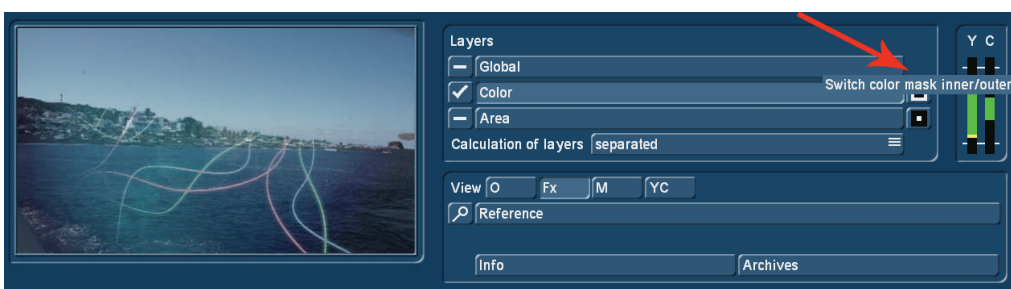 Layers
Y C
Global
Switch color mask inner/outer
Color
Area
Calculation of layers separated
View O Fx M YC
Reference
Info Archives